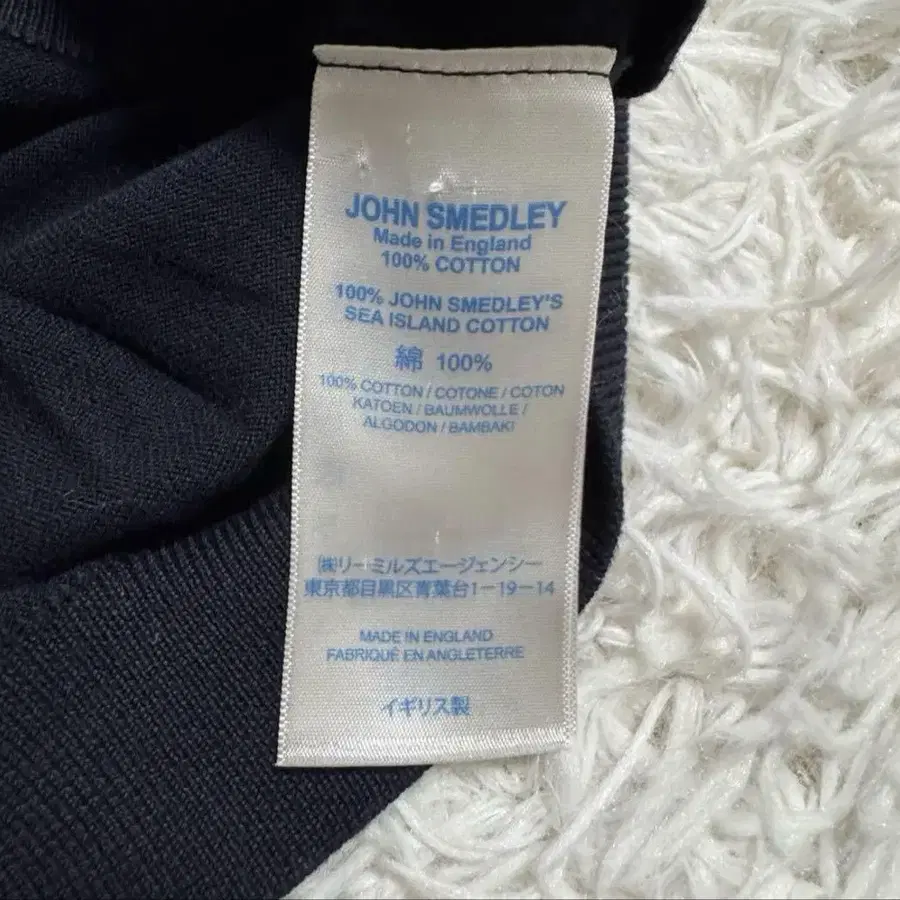 JOHN SMEDLEY
Made in England
100% COTTON
100% JOHN SMEDLEY'S
SEA ISLAND COTTON
綿 100%
100% COTTON / COTONE / COTON
KATOEN / BAUMWOLLE /
ALGODON / BAMBAKI
㈱リーミルズエージェンシー
東京都目黒区青葉台1-19-14
MADE IN ENGLAND
FABRIQUÉ EN ANGLETERRE
イギリス製